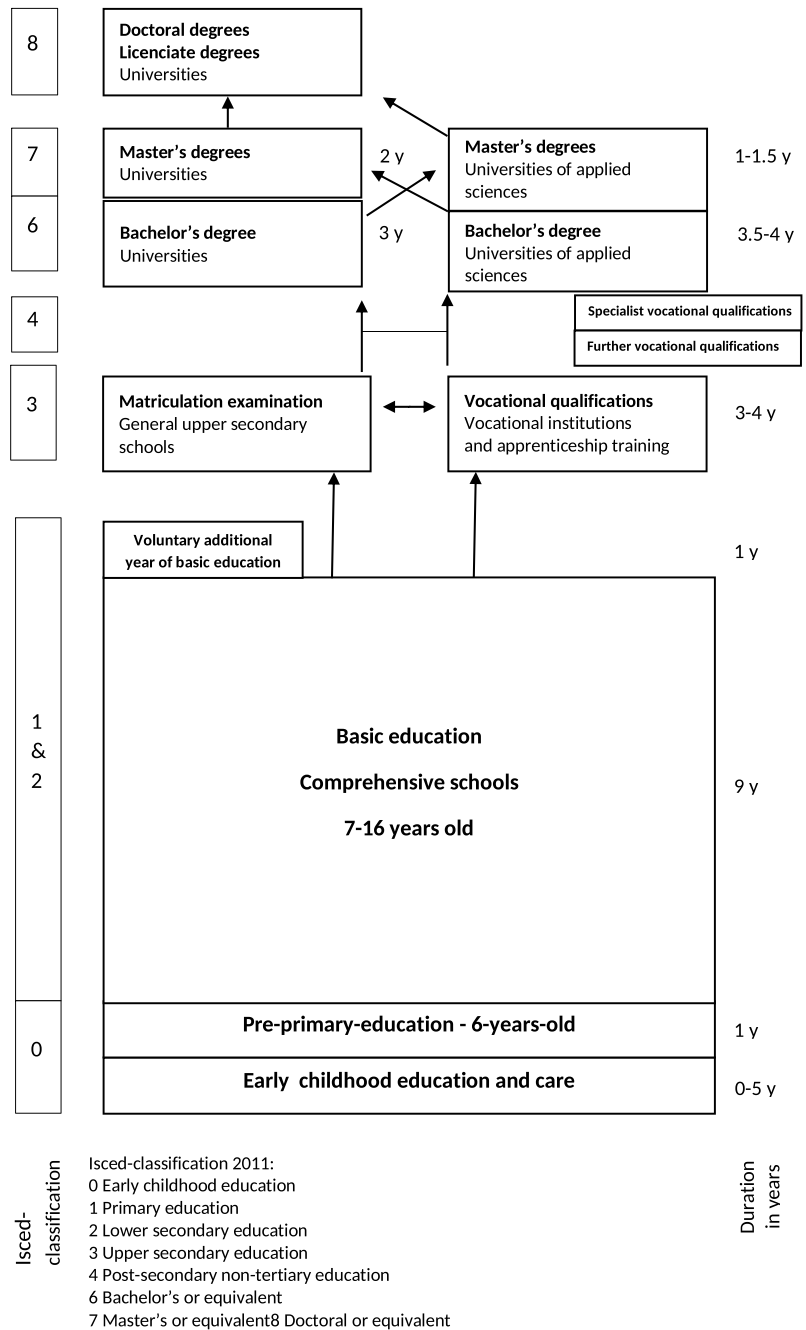 8
Doctoral degrees
Licenciate degrees
Universities
7
Master’s degrees
Universities
2 y
Master’s degrees
Universities of applied
sciences
1-1.5 y
6
Bachelor’s degree
Universities
3 y
Bachelor’s degree
Universities of applied
sciences
3.5-4 y
4
Specialist vocational qualifications
Further vocational qualifications
3
Matriculation examination
General upper secondary
schools
Vocational qualifications
Vocational institutions
and apprenticeship training
3-4 y
Voluntary additional
year of basic education
1 y
1
&
2
Basic education
Comprehensive schools
7-16 years old
9 y
0
Pre-primary-education - 6-years-old
1 y
Early childhood education and care
0-5 y
Isced-
classification
Isced-classification 2011:
0 Early childhood education
1 Primary education
2 Lower secondary education
3 Upper secondary education
4 Post-secondary non-tertiary education
6 Bachelor’s or equivalent
7 Master’s or equivalent8 Doctoral or equivalent
Duration
in years